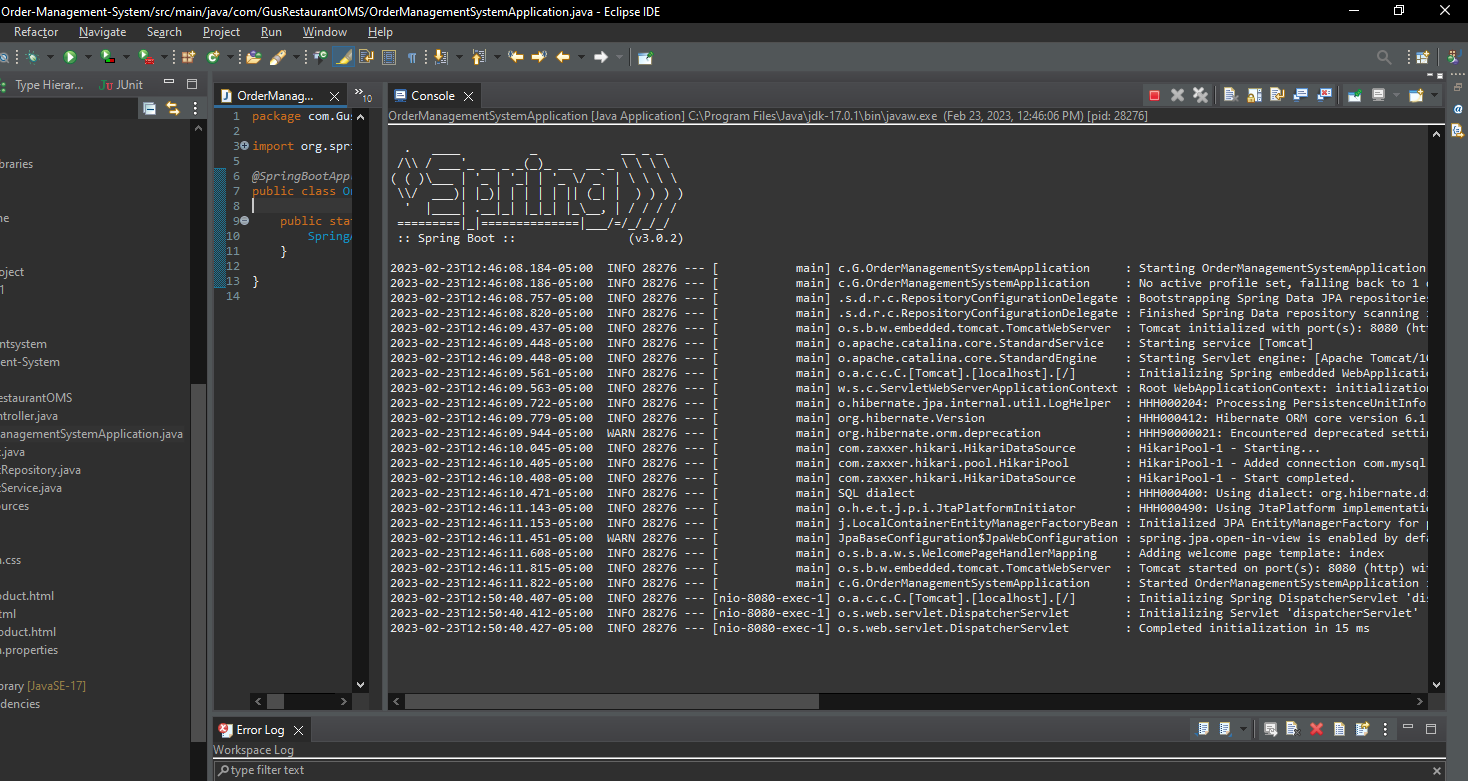 Order-Management-System/src/main/java/com/GusRestaurantOMS/OrderManagementSystemApplication.java - Eclipse IDE
Refactor Navigate Search Project Run Window Help
Type Hierar... JUnit
braries
ne
oject
1
ntsystem
ent-System
estaurantOMS
ntroller.java
anagementSystemApplication.java
t.java
tRepository.java
tService.java
ources
a.css
oduct.html
tml
oduct.html
n.properties
brary [JavaSE-17]
dencies
OrderManag... 10
1 package com.Gus
2
3 import org.spri
5
6 @SpringBootAppl
7 public class Or
8
9 public stat
10 SpringA
11 }
12
13 }
14
Console
OrderManagementSystemApplication [Java Application] C:\Program Files\Java\jdk-17.0.1\bin\javaw.exe (Feb 23, 2023, 12:46:06 PM) [pid: 28276]
Spring
:: Spring Boot :: (v3.0.2)
2023-02-23T12:46:08.184-05:00 INFO 28276 --- [ main] c.G.OrderManagementSystemApplication : Starting OrderManagementSystemApplication
2023-02-23T12:46:08.186-05:00 INFO 28276 --- [ main] c.G.OrderManagementSystemApplication : No active profile set, falling back to 1
2023-02-23T12:46:08.757-05:00 INFO 28276 --- [ main] .s.d.r.c.RepositoryConfigurationDelegate : Bootstrapping Spring Data JPA repositories
2023-02-23T12:46:08.820-05:00 INFO 28276 --- [ main] .s.d.r.c.RepositoryConfigurationDelegate : Finished Spring Data repository scanning
2023-02-23T12:46:09.437-05:00 INFO 28276 --- [ main] o.s.b.w.embedded.tomcat.TomcatWebServer : Tomcat initialized with port(s): 8080 (htt
2023-02-23T12:46:09.448-05:00 INFO 28276 --- [ main] o.apache.catalina.core.StandardService : Starting service [Tomcat]
2023-02-23T12:46:09.448-05:00 INFO 28276 --- [ main] o.apache.catalina.core.StandardEngine : Starting Servlet engine: [Apache Tomcat/10
2023-02-23T12:46:09.561-05:00 INFO 28276 --- [ main] o.a.c.c.C.[Tomcat].[localhost].[/] : Initializing Spring embedded WebApplicatio
2023-02-23T12:46:09.563-05:00 INFO 28276 --- [ main] w.s.c.ServletWebServerApplicationContext : Root WebApplicationContext: initialization
2023-02-23T12:46:09.722-05:00 INFO 28276 --- [ main] o.hibernate.jpa.internal.util.LogHelper : HHH000204: Processing PersistenceUnitInfo
2023-02-23T12:46:09.779-05:00 INFO 28276 --- [ main] org.hibernate.Version : HHH000412: Hibernate ORM core version 6.1.
2023-02-23T12:46:09.944-05:00 WARN 28276 --- [ main] org.hibernate.orm.deprecation : HHH90000021: Encountered deprecated settin
2023-02-23T12:46:10.045-05:00 INFO 28276 --- [ main] com.zaxxer.hikari.HikariDataSource : HikariPool-1 - Starting...
2023-02-23T12:46:10.405-05:00 INFO 28276 --- [ main] com.zaxxer.hikari.pool.HikariPool : HikariPool-1 - Added connection com.mysql
2023-02-23T12:46:10.408-05:00 INFO 28276 --- [ main] com.zaxxer.hikari.HikariDataSource : HikariPool-1 - Start completed.
2023-02-23T12:46:10.471-05:00 INFO 28276 --- [ main] SQL dialect : HHH000400: Using dialect: org.hibernate.di
2023-02-23T12:46:11.143-05:00 INFO 28276 --- [ main] o.h.e.t.j.p.i.JtaPlatformInitiator : HHH000490: Using JtaPlatform implementatio
2023-02-23T12:46:11.153-05:00 INFO 28276 --- [ main] j.LocalContainerEntityManagerFactoryBean : Initialized JPA EntityManagerFactory for p
2023-02-23T12:46:11.451-05:00 WARN 28276 --- [ main] JpaBaseConfiguration$JpaWebConfiguration : spring.jpa.open-in-view is enabled by defa
2023-02-23T12:46:11.608-05:00 INFO 28276 --- [ main] o.s.b.a.w.s.WelcomePageHandlerMapping : Adding welcome page template: index
2023-02-23T12:46:11.815-05:00 INFO 28276 --- [ main] o.s.b.w.embedded.tomcat.TomcatWebServer : Tomcat started on port(s): 8080 (http) wit
2023-02-23T12:46:11.822-05:00 INFO 28276 --- [ main] c.G.OrderManagementSystemApplication : Started OrderManagementSystemApplication
2023-02-23T12:50:40.407-05:00 INFO 28276 --- [nio-8080-exec-1] o.a.c.c.C.[Tomcat].[localhost].[/] : Initializing Spring DispatcherServlet 'dis
2023-02-23T12:50:40.412-05:00 INFO 28276 --- [nio-8080-exec-1] o.s.web.servlet.DispatcherServlet : Initializing Servlet 'dispatcherServlet'
2023-02-23T12:50:40.427-05:00 INFO 28276 --- [nio-8080-exec-1] o.s.web.servlet.DispatcherServlet : Completed initialization in 15 ms
Error Log
Workspace Log
type filter text